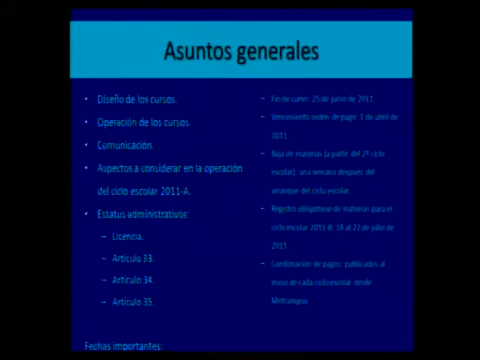 Asuntos generales
• Diseño de los cursos.
• Operación de los cursos.
• Comunicación.
• Aspectos a considerar en la operación
del ciclo escolar 2011-A.
• Estatus administrativos:
– Licencia.
– Artículo 33.
– Artículo 34.
– Artículo 35.
Fechas importantes:
– Fin de curso: 25 de junio de 2011
– Vencimiento orden de pago: 1 de abril de
2011
– Baja de materias (a partir del 2º ciclo
escolar): una semana después del
arranque del ciclo escolar
– Registro obligatorio de materias para el
ciclo escolar 2011-B: 18 al 22 de julio de
2011
– Condonación de pagos: publicados al
inicio de cada ciclo escolar desde
Metcampus